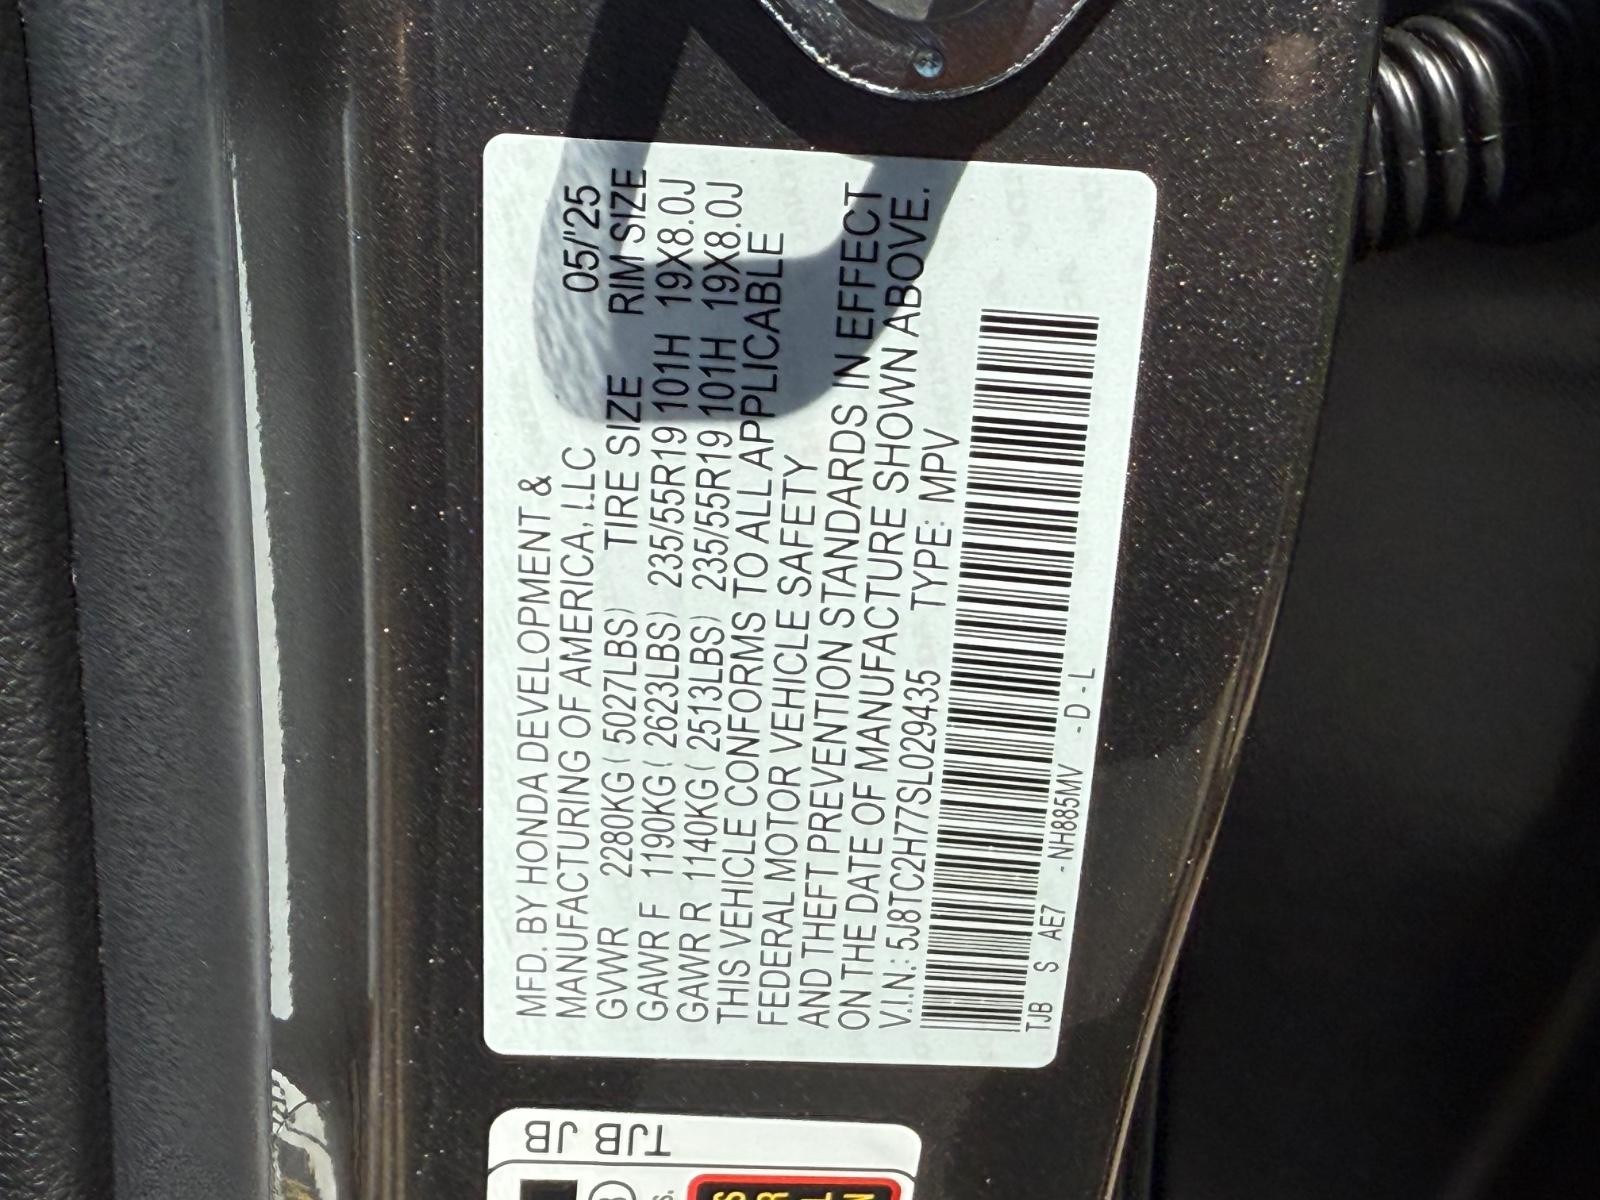 MFD. BY HONDA DEVELOPMENT &
MANUFACTURING OF AMERICA, LLC 05/'25
GVWR 2280KG ( 5027LBS) TIRE SIZE RIM SIZE
GAWR F 1190KG ( 2623LBS) 235/55R19 101H 19X8.0J
GAWR R 1140KG ( 2513LBS) 235/55R19 101H 19X8.0J
THIS VEHICLE CONFORMS TO ALL APPLICABLE
FEDERAL MOTOR VEHICLE SAFETY
AND THEFT PREVENTION STANDARDS IN EFFECT
ON THE DATE OF MANUFACTURE SHOWN ABOVE.
V.I.N.: 5J8TC2H77SL029435 TYPE: MPV
TJB S AE7 - NH885MV - D - L
TJB JB